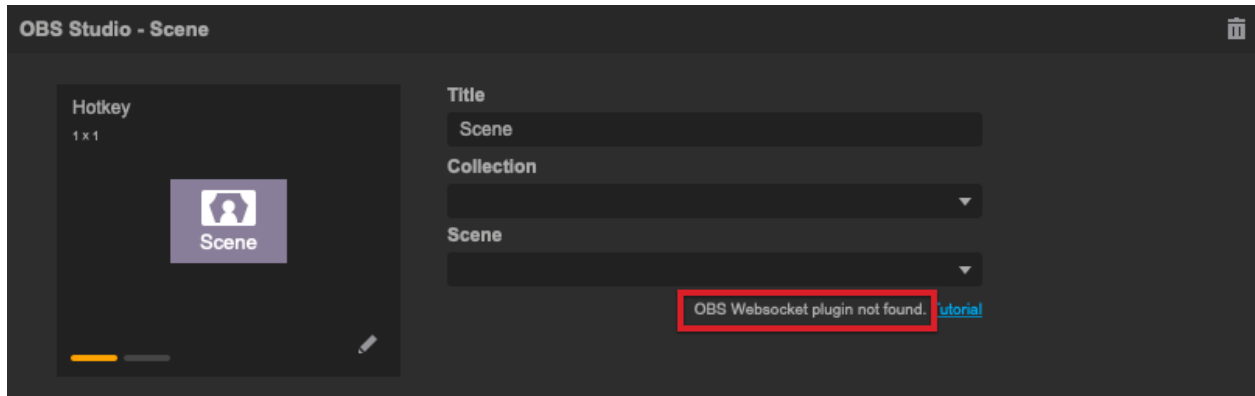 OBS Studio - Scene
Hotkey
1 x 1
Scene
Title
Scene
Collection
Scene
OBS Websocket plugin not found. Tutorial